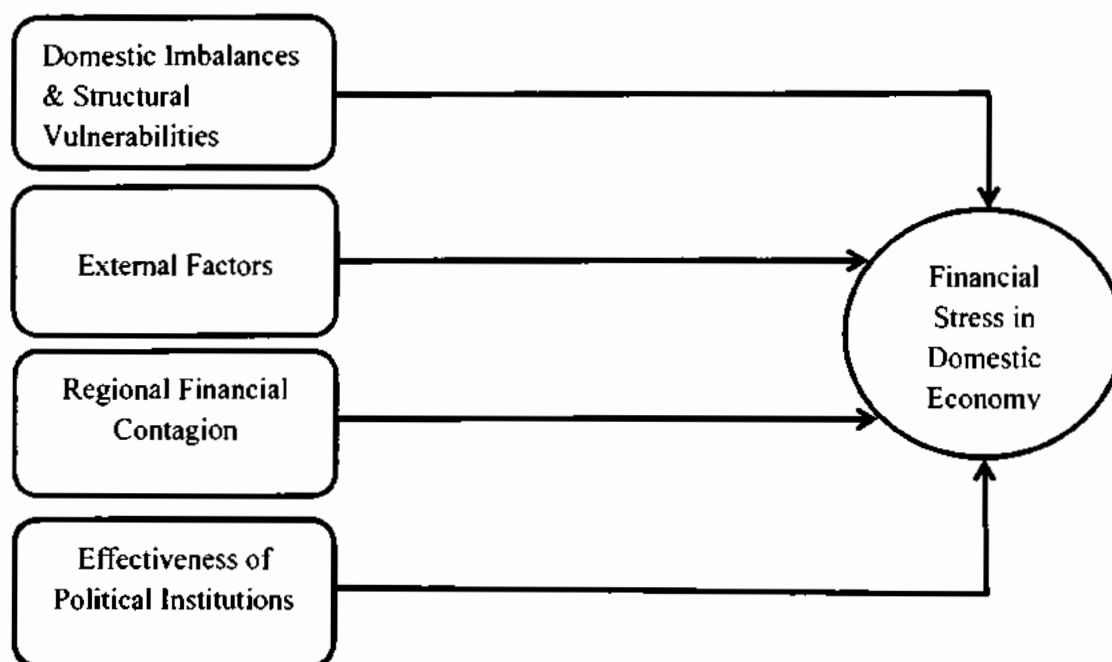 Domestic Imbalances
& Structural
Vulnerabilities
External Factors
Regional Financial
Contagion
Effectiveness of
Political Institutions
Financial
Stress in
Domestic
Economy